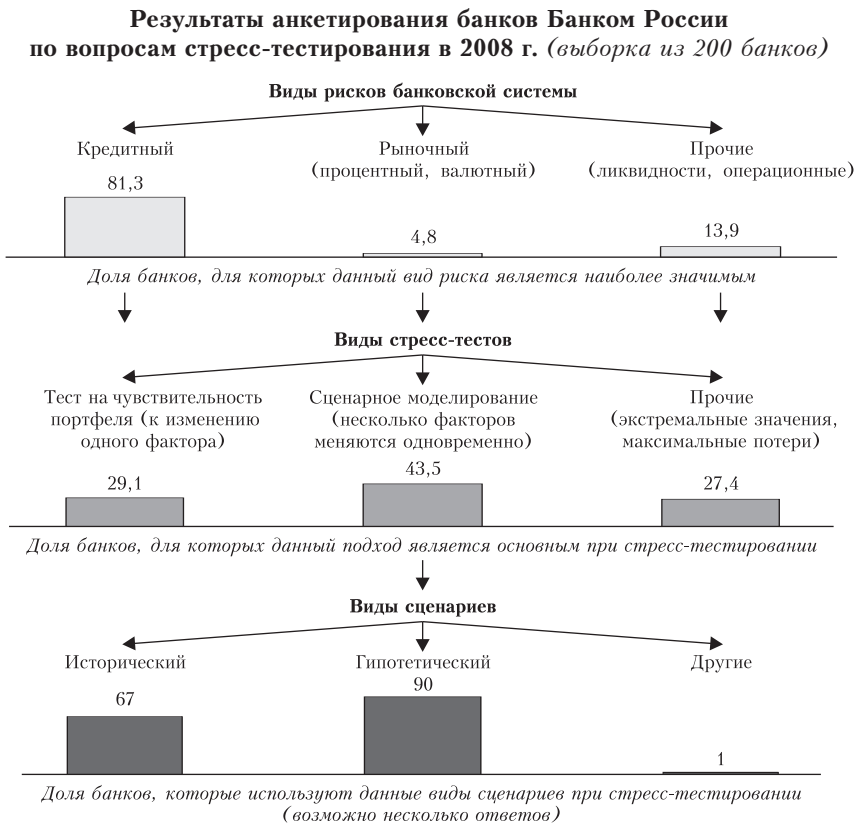 Результаты анкетирования банков Банком России
по вопросам стресс-тестирования в 2008 г. (выборка из 200 банков)
Виды рисков банковской системы
Кредитный
Рыночный
(процентный, валютный)
Прочие
(ликвидности, операционные)
81,3
4,8
13,9
Доля банков, для которых данный вид риска является наиболее значимым
Виды стресс-тестов
Тест на чувствительность
портфеля (к изменению
одного фактора)
Сценарное моделирование
(несколько факторов
меняются одновременно)
Прочие
(экстремальные значения,
максимальные потери)
29,1
43,5
27,4
Доля банков, для которых данный подход является основным при стресс-тестировании
Виды сценариев
Исторический
Гипотетический
Другие
67
90
1
Доля банков, которые используют данные виды сценариев при стресс-тестировании
(возможно несколько ответов)